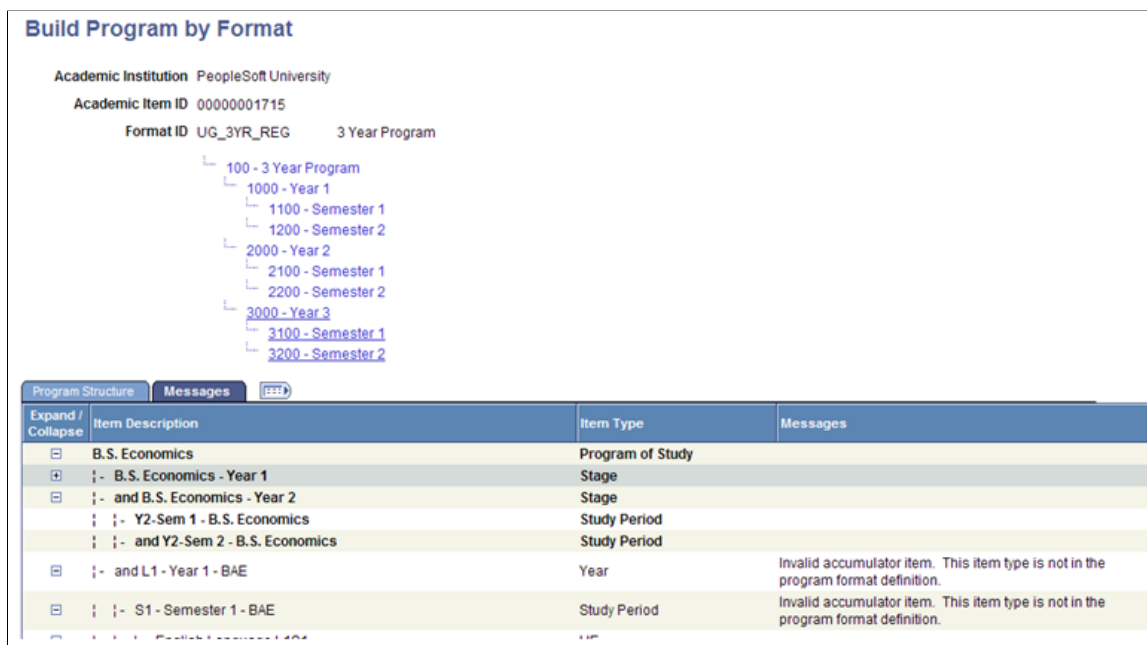 Build Program by Format
Academic Institution PeopleSoft University
Academic Item ID 00000001715
Format ID UG_3YR_REG 3 Year Program
100 - 3 Year Program
1000 - Year 1
1100 - Semester 1
1200 - Semester 2
2000 - Year 2
2100 - Semester 1
2200 - Semester 2
3000 - Year 3
3100 - Semester 1
3200 - Semester 2
Program Structure Messages
Expand / Collapse Item Description Item Type Messages
B.S. Economics Program of Study
¦- B.S. Economics - Year 1 Stage
¦- and B.S. Economics - Year 2 Stage
¦ ¦- Y2-Sem 1 - B.S. Economics Study Period
¦ ¦- and Y2-Sem 2 - B.S. Economics Study Period
¦- and L1 - Year 1 - BAE Year Invalid accumulator item. This item type is not in the program format definition.
¦ ¦- S1 - Semester 1 - BAE Study Period Invalid accumulator item. This item type is not in the program format definition.